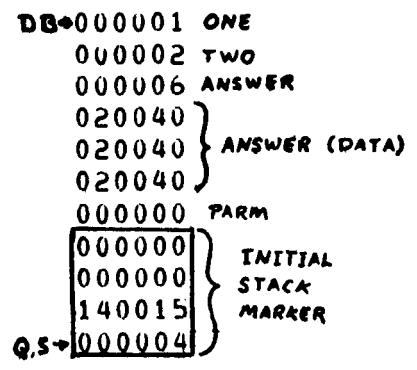 DB→000001 ONE
000002 TWO
000006 ANSWER
020040
020040 ANSWER (DATA)
020040
000000 PARM
000000
000000 INITIAL
STACK
140015 MARKER
Q,S→000004